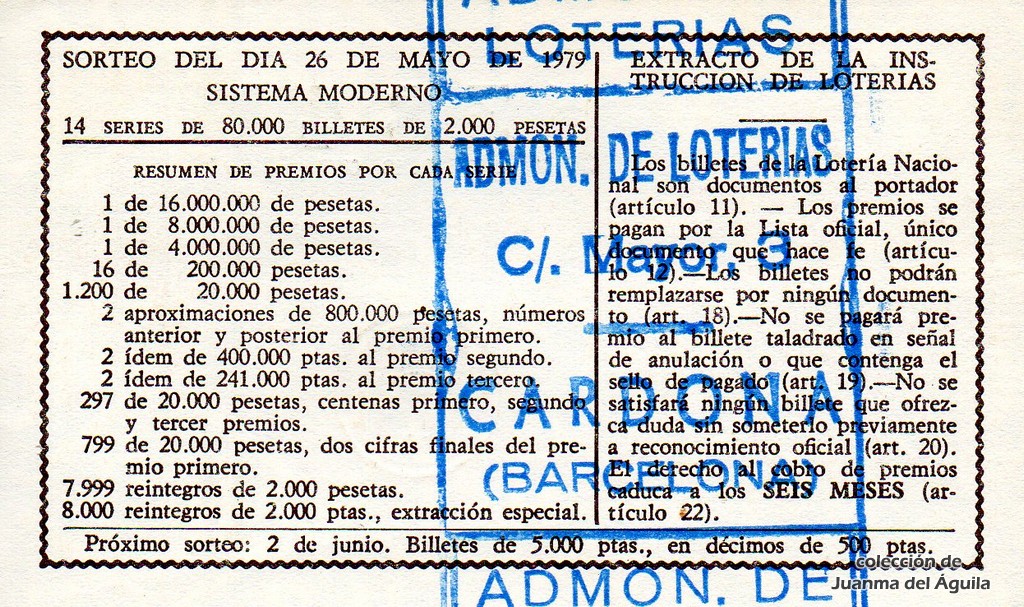 SORTEO DEL DIA 26 DE MAYO DE 1979
SISTEMA MODERNO
14 SERIES DE 80.000 BILLETES DE 2.000 PESETAS
RESUMEN DE PREMIOS POR CADA SERIE
1 de 16.000.000 de pesetas.
1 de 8.000.000 de pesetas.
1 de 4.000.000 de pesetas.
16 de 200.000 pesetas.
1.200 de 20.000 pesetas.
2 aproximaciones de 800.000 pesetas, números
anterior y posterior al premio primero.
2 ídem de 400.000 ptas. al premio segundo.
2 ídem de 241.000 ptas. al premio tercero.
297 de 20.000 pesetas, centenas primero, segundo
y tercer premios.
799 de 20.000 pesetas, dos cifras finales del pre-
mio primero.
7.999 reintegros de 2.000 pesetas.
8.000 reintegros de 2.000 ptas., extracción especial.
EXTRACTO DE LA INS-
TRUCCION DE LOTERIAS
Los billetes de la Lotería Nacio-
nal son documentos al portador
(artículo 11). — Los premios se
pagan por la Lista oficial, único
documento que hace fe (artícu-
lo 12).—Los billetes no podrán
remplazarse por ningún documen-
to (art. 18).—No se pagará pre-
mio al billete taladrado en señal
de anulación o que contenga el
sello de pagado (art. 19).—No se
satisfará ningún billete que ofrez-
ca duda sin someterlo previamente
a reconocimiento oficial (art. 20).
El derecho al cobro de premios
caduca a los SEIS MESES (ar-
tículo 22).
Próximo sorteo: 2 de junio. Billetes de 5.000 ptas., en décimos de 500 ptas.
LOTERIAS
ADMON. DE LOTERIAS
C/. Mayor, 3
CARDONA
(BARCELONA)
ADMON. DE
colección de
Juanma del Águila